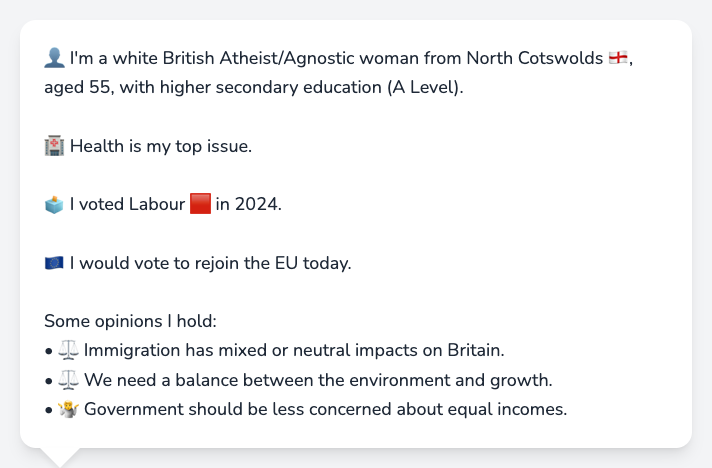 👤 I'm a white British Atheist/Agnostic woman from North Cotswolds 🏴󠁧󠁢󠁥󠁮󠁧󠁿,
aged 55, with higher secondary education (A Level).
🏥 Health is my top issue.
🗳️ I voted Labour 🟥 in 2024.
🇪🇺 I would vote to rejoin the EU today.
Some opinions I hold:
• ⚖️ Immigration has mixed or neutral impacts on Britain.
• ⚖️ We need a balance between the environment and growth.
• 🤷 Government should be less concerned about equal incomes.